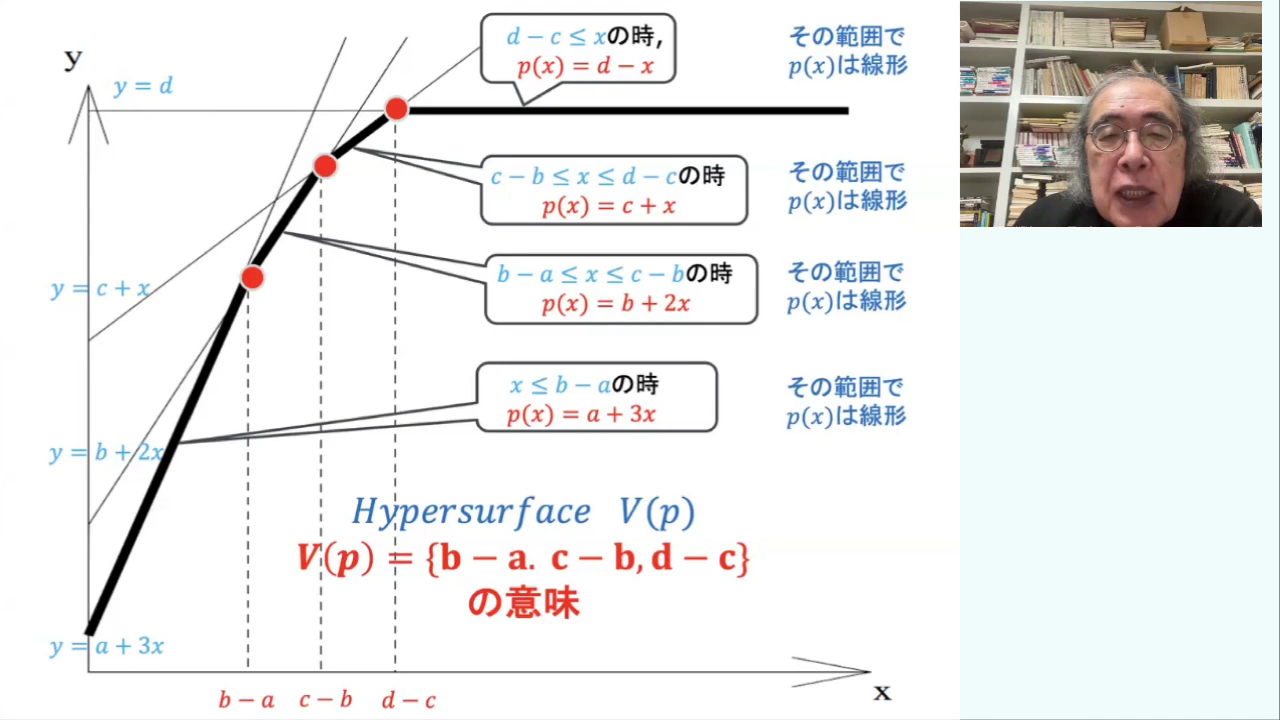 y
y = d
d − c ≤ xの時,
p(x) = d − x
その範囲で
p(x)は線形
c − b ≤ x ≤ d − cの時
p(x) = c + x
その範囲で
p(x)は線形
y = c + x
b − a ≤ x ≤ c − bの時
p(x) = b + 2x
その範囲で
p(x)は線形
x ≤ b − aの時
p(x) = a + 3x
その範囲で
p(x)は線形
y = b + 2x
Hypersurface V(p)
V(p) = {b − a. c − b, d − c}
の意味
y = a + 3x
b − a
c − b
d − c
x